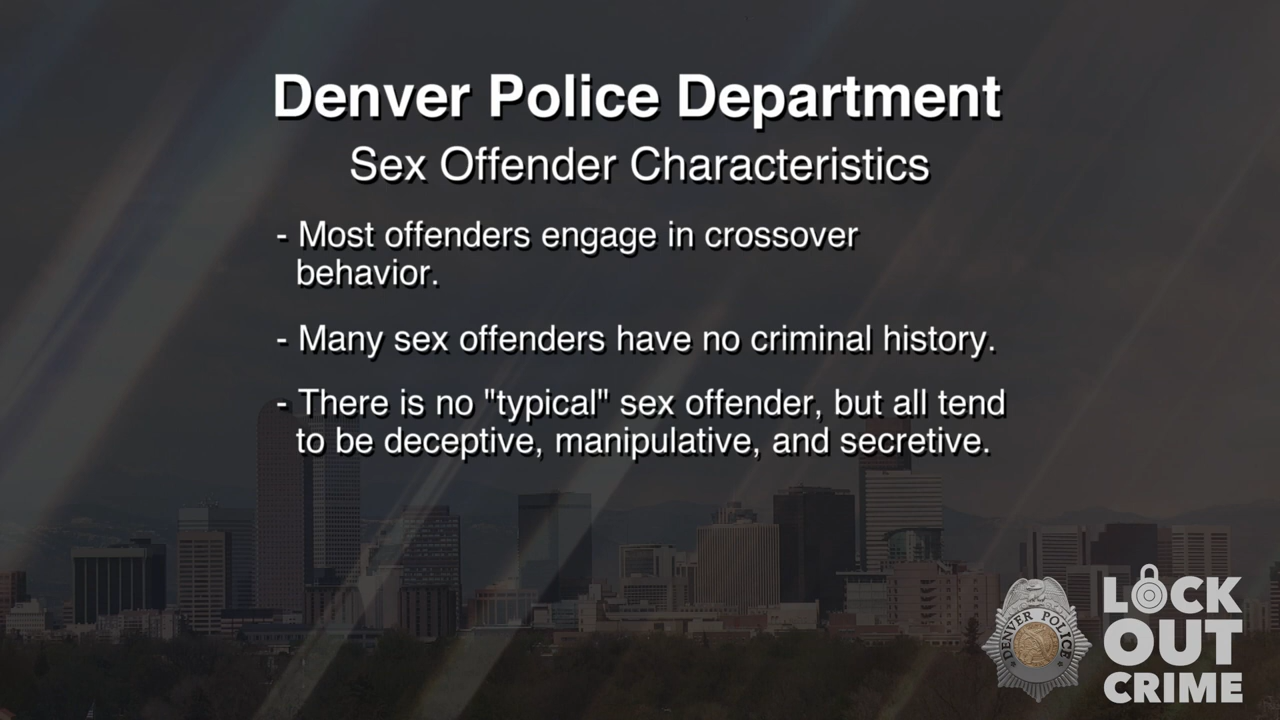 Denver Police Department
Sex Offender Characteristics
- Most offenders engage in crossover
behavior.
- Many sex offenders have no criminal history.
- There is no "typical" sex offender, but all tend
to be deceptive, manipulative, and secretive.
DENVER POLICE
LOCK
OUT
CRIME